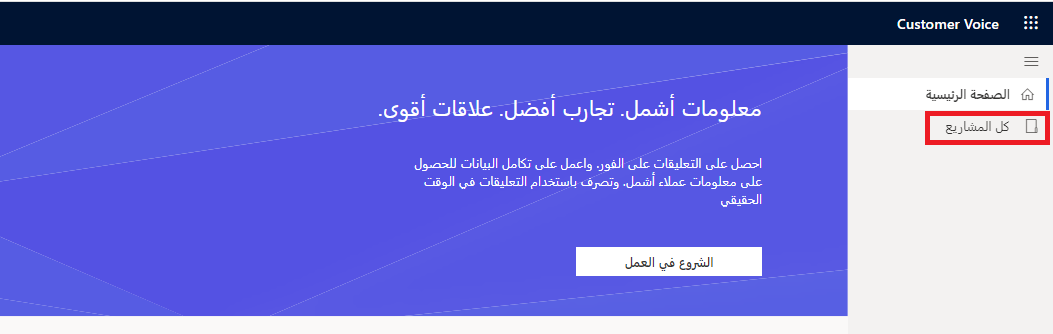 Customer Voice
الصفحة الرئيسية
كل المشاريع
معلومات أشمل. تجارب أفضل. علاقات أقوى.
احصل على التعليقات على الفور. واعمل على تكامل البيانات للحصول
على معلومات عملاء أشمل. وتصرف باستخدام التعليقات في الوقت
الحقيقي
الشروع في العمل